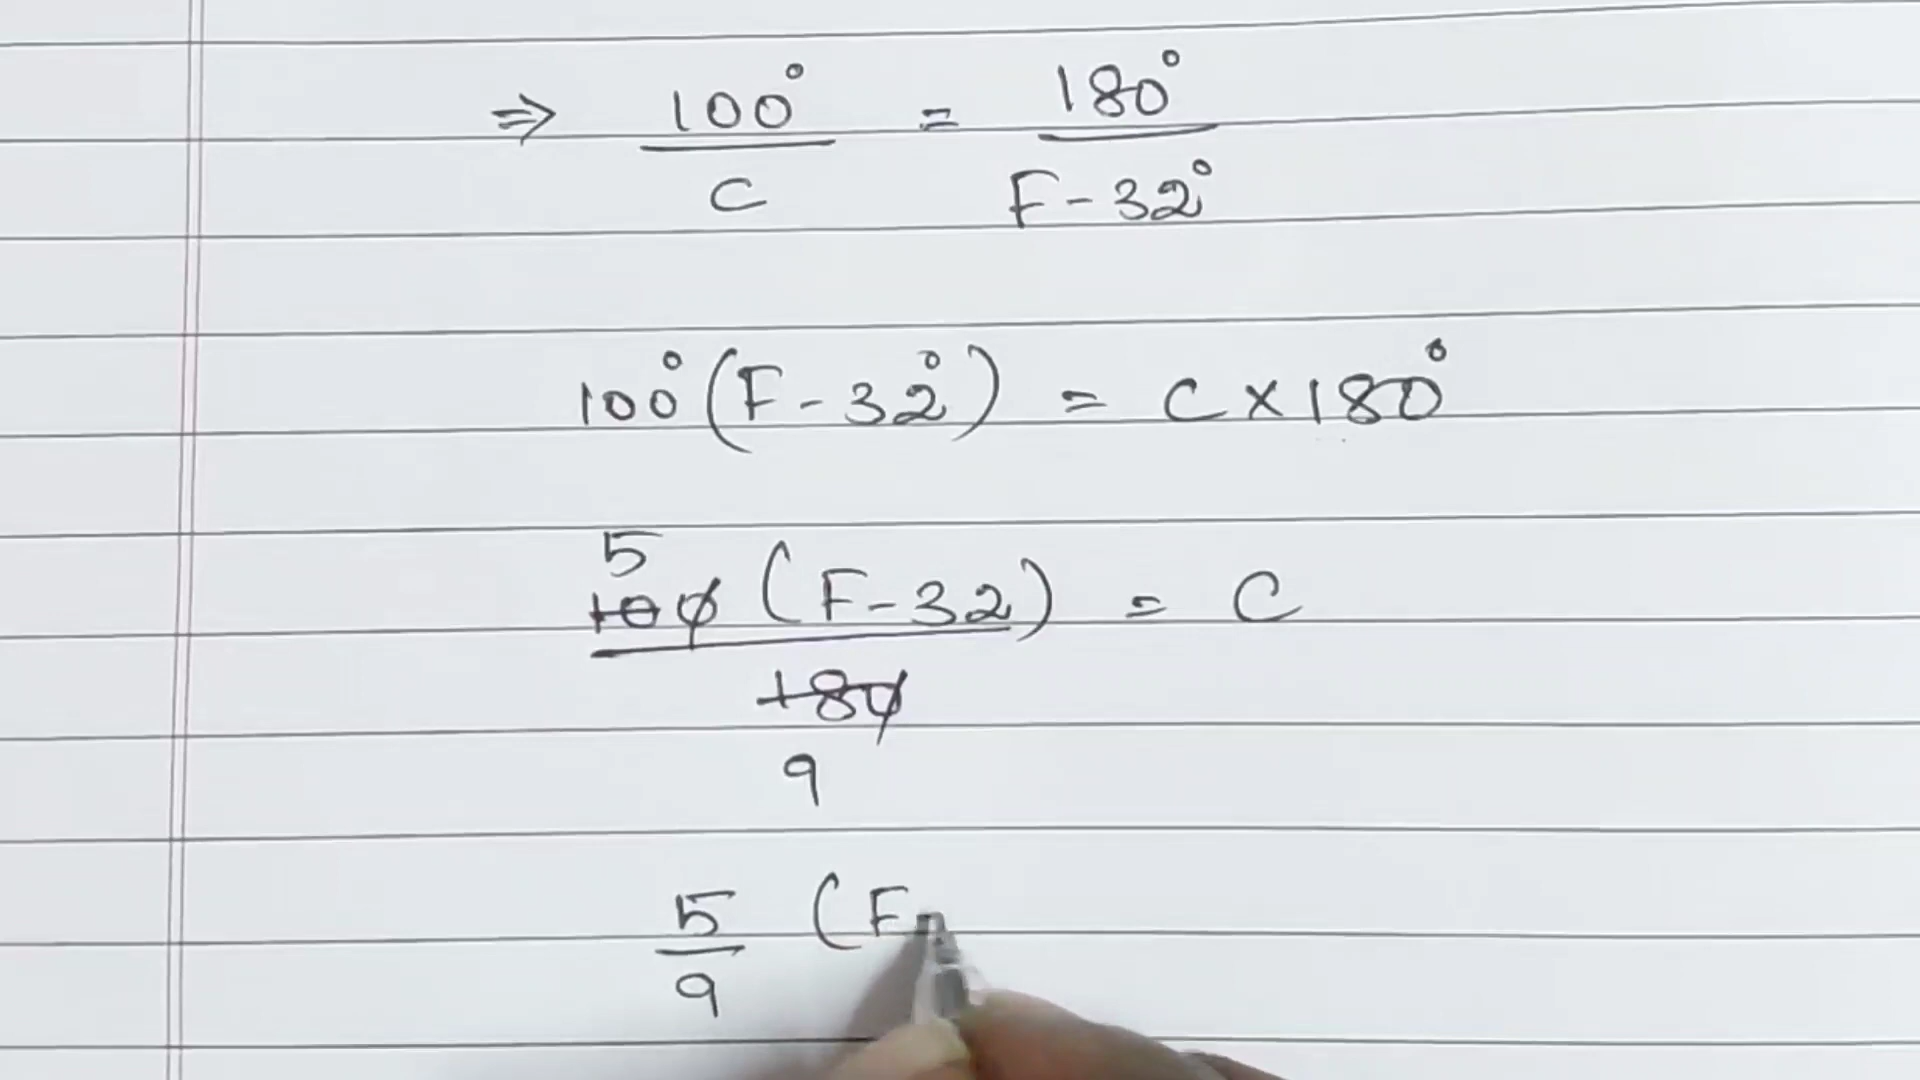 ⇒ 100° / C = 180° / F-32°
100° (F-32°) = C×180°
5
100 (F-32) = C
180
9
5/9 (F-